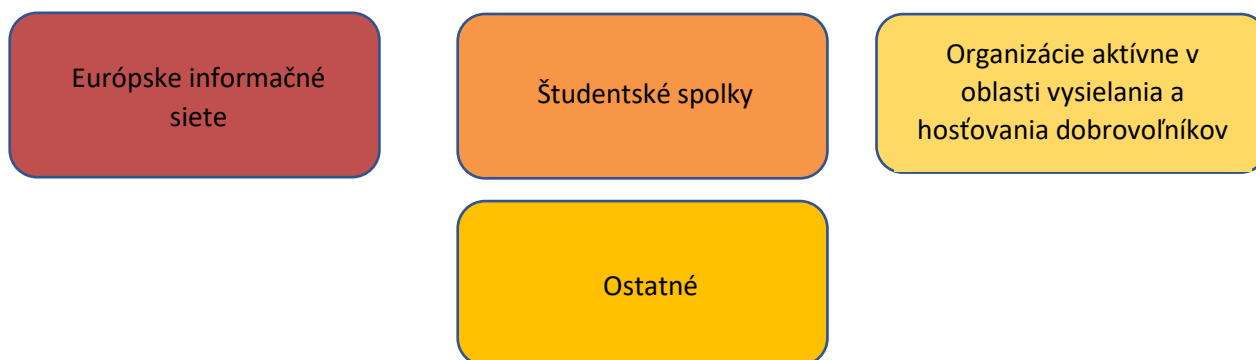 Európske informačné
siete
Študentské spolky
Organizácie aktívne v
oblasti vysielania a
hosťovania dobrovoľníkov
Ostatné